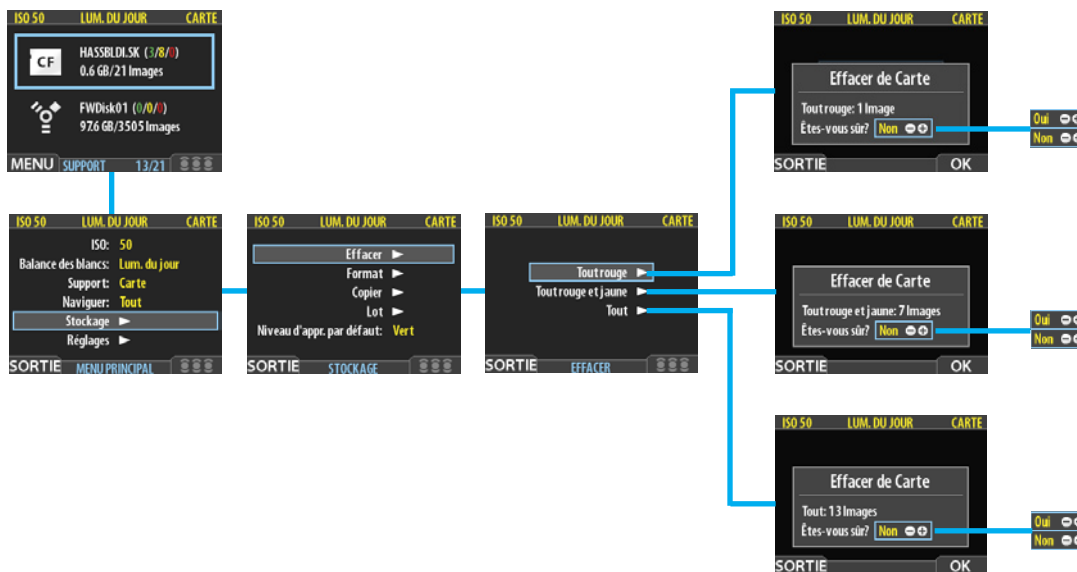 ISO 50 LUM. DU JOUR CARTE
CF
HASSBLDI.SK (3/8/0)
0.6 GB/21 Images
FWDisk01 (0/0/0)
97.6 GB/3505 Images
MENU SUPPORT 13/21
ISO 50 LUM. DU JOUR CARTE
ISO: 50
Balance des blancs: Lum. du jour
Support: Carte
Naviguer: Tout
Stockage
Réglages
SORTIE MENU PRINCIPAL
ISO 50 LUM. DU JOUR CARTE
Effacer
Format
Copier
Lot
Niveau d'appr. par défaut: Vert
SORTIE STOCKAGE
ISO 50 LUM. DU JOUR CARTE
Tout rouge
Tout rouge et jaune
Tout
SORTIE EFFACER
ISO 50 LUM. DU JOUR CARTE
Effacer de Carte
Tout rouge: 1 Image
Êtes-vous sûr? Non
SORTIE OK
Oui
Non
ISO 50 LUM. DU JOUR CARTE
Effacer de Carte
Tout rouge et jaune: 7 Images
Êtes-vous sûr? Non
SORTIE OK
Oui
Non
ISO 50 LUM. DU JOUR CARTE
Effacer de Carte
Tout: 13 Images
Êtes-vous sûr? Non
SORTIE OK
Oui
Non